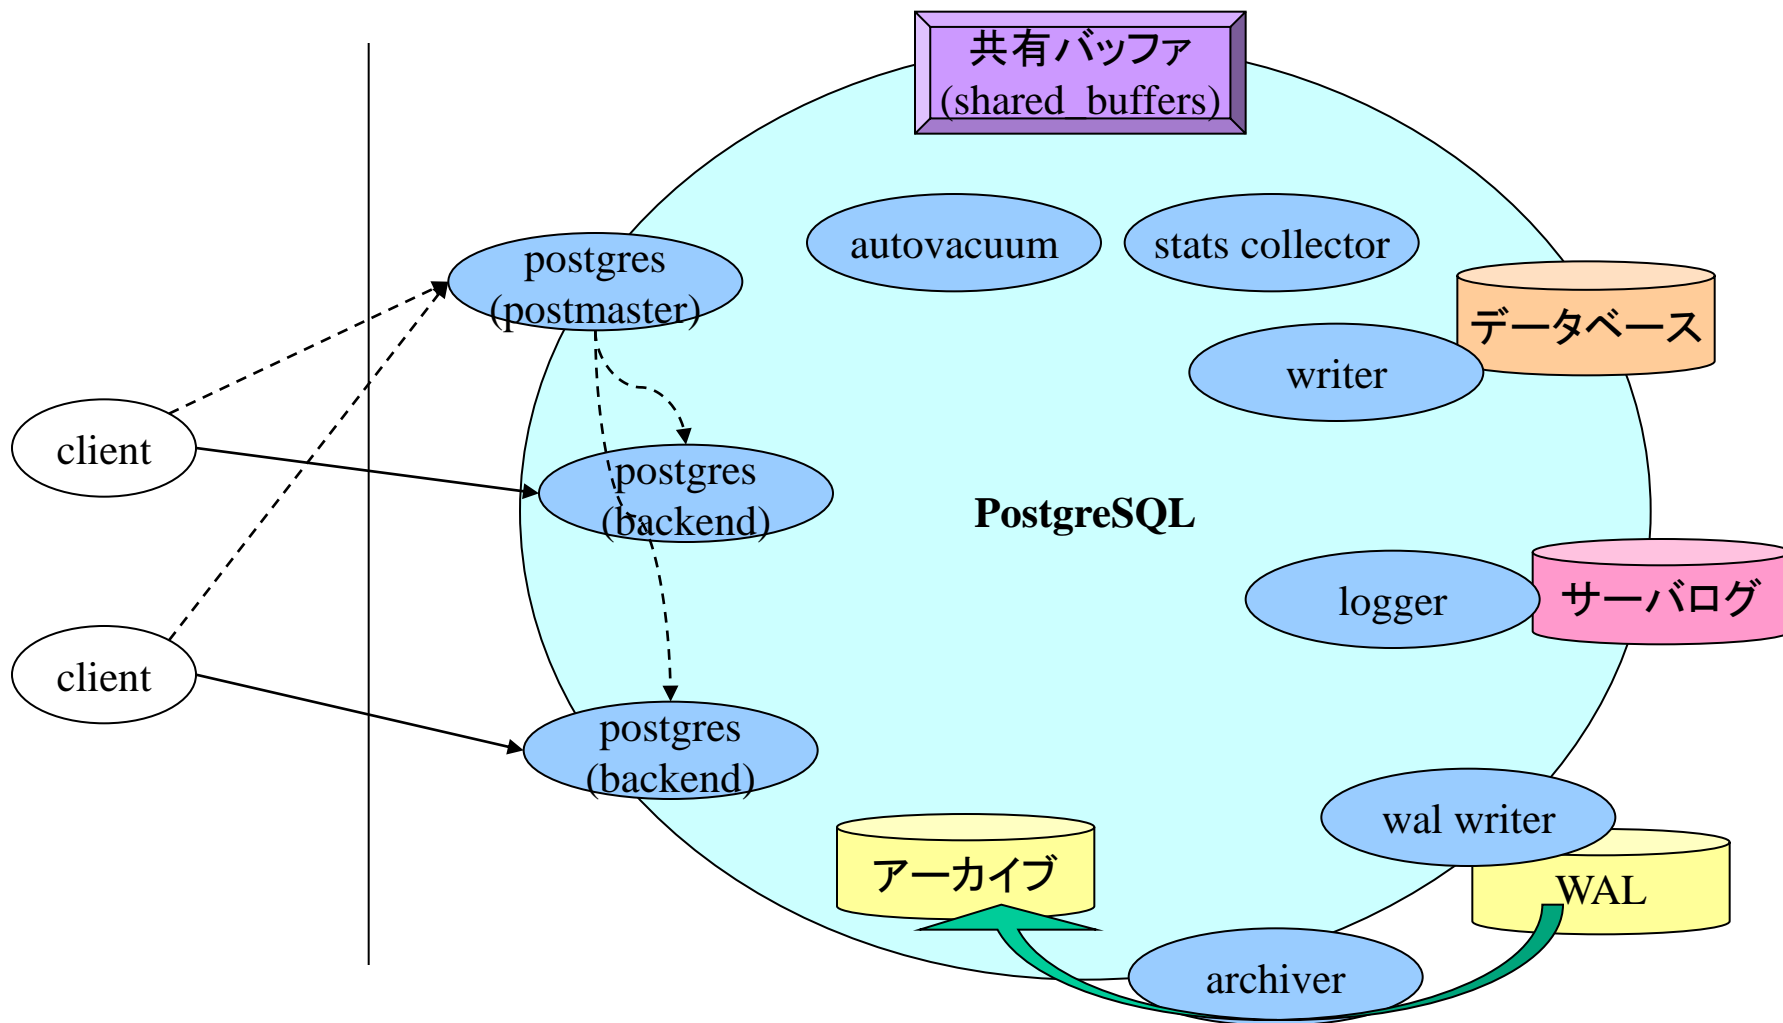 共有バッファ
(shared_buffers)
autovacuum
stats collector
postgres
(postmaster)
データベース
writer
client
postgres
(backend)
PostgreSQL
logger
サーバログ
client
postgres
(backend)
wal writer
アーカイブ
WAL
archiver